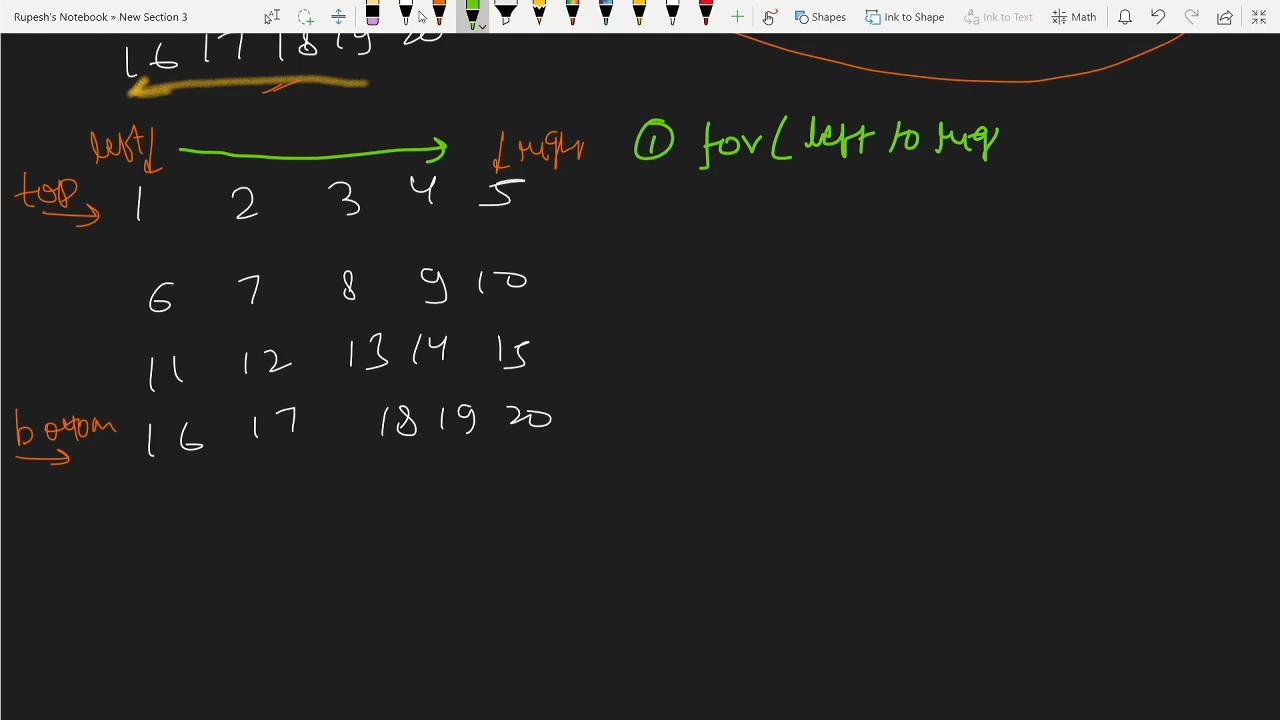 Rupesh's Notebook » New Section 3
Shapes
Ink to Shape
Ink to Text
Math
16 17 18 19 20
left right
① for( left to rig
top
1 2 3 4 5
6 7 8 9 10
11 12 13 14 15
bottom
16 17 18 19 20